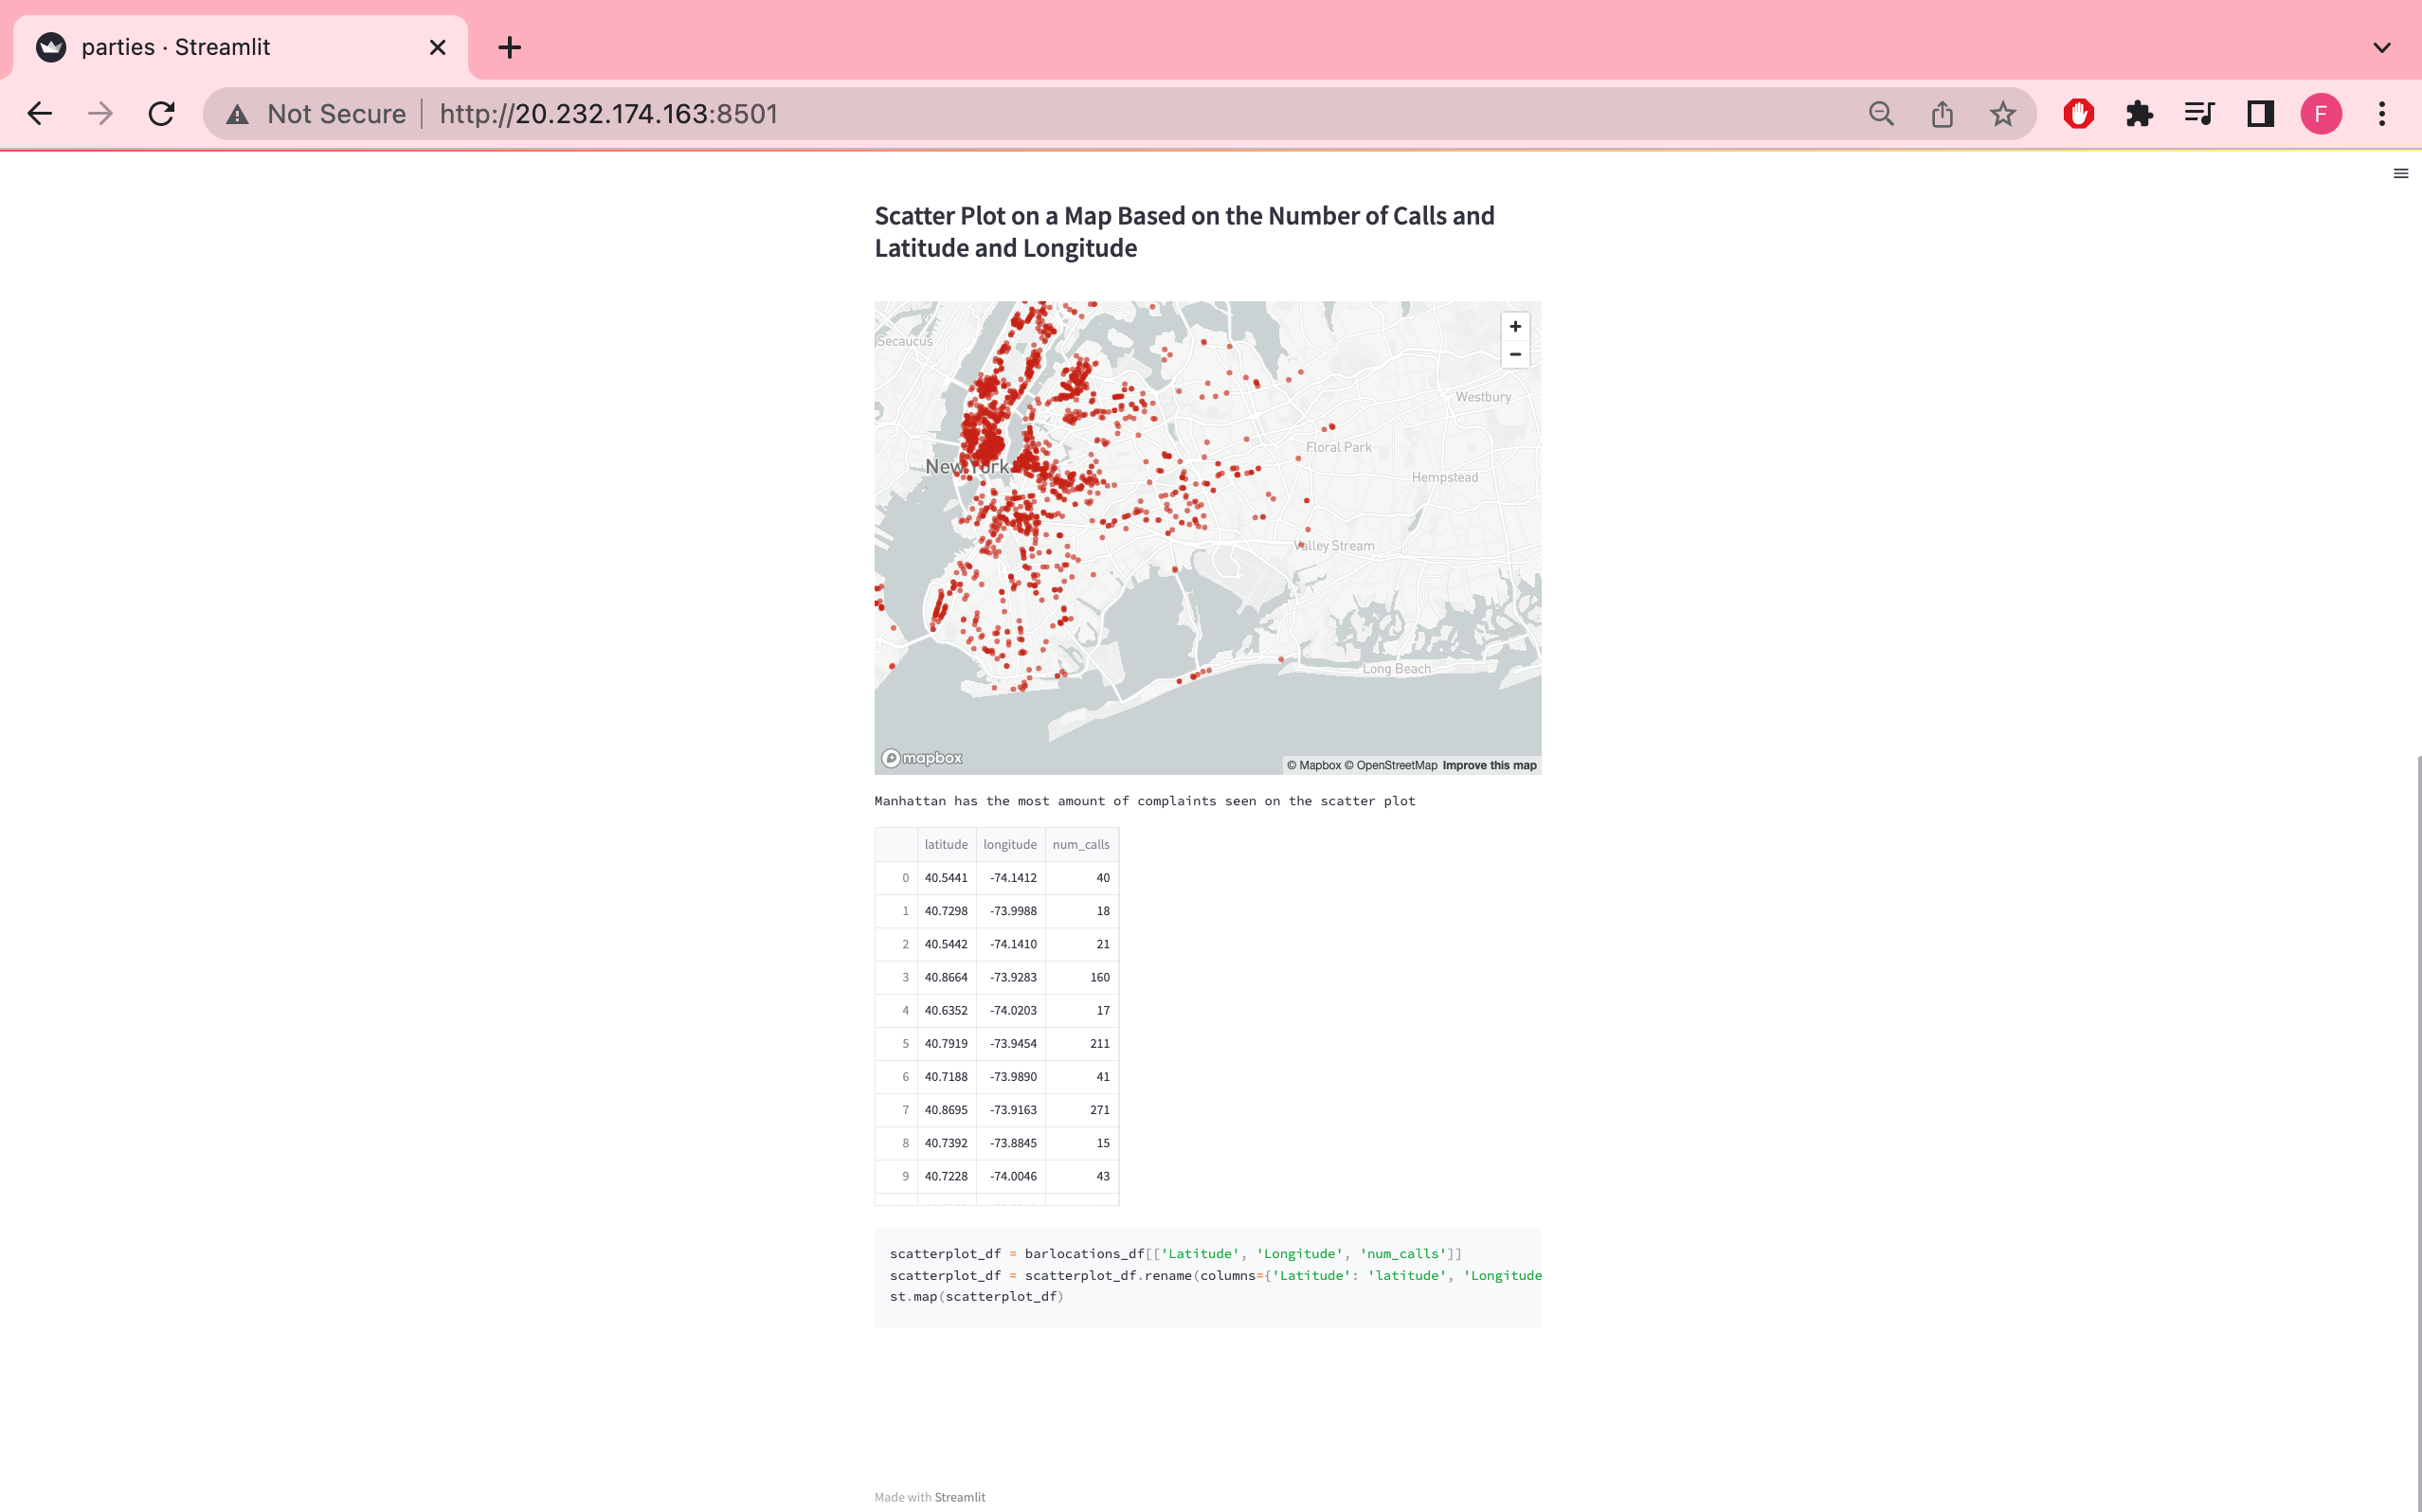 parties · Streamlit
Not Secure
http://20.232.174.163:8501
F
Scatter Plot on a Map Based on the Number of Calls and
Latitude and Longitude
+
−
Secaucus
Westbury
Floral Park
Hempstead
New York
Valley Stream
Long Beach
mapbox
© Mapbox © OpenStreetMap Improve this map
Manhattan has the most amount of complaints seen on the scatter plot
latitude longitude num_calls
0 40.5441 -74.1412 40
1 40.7298 -73.9988 18
2 40.5442 -74.1410 21
3 40.8664 -73.9283 160
4 40.6352 -74.0203 17
5 40.7919 -73.9454 211
6 40.7188 -73.9890 41
7 40.8695 -73.9163 271
8 40.7392 -73.8845 15
9 40.7228 -74.0046 43
scatterplot_df = barlocations_df[['Latitude', 'Longitude', 'num_calls']]
scatterplot_df = scatterplot_df.rename(columns={'Latitude': 'latitude', 'Longitude
st.map(scatterplot_df)
Made with Streamlit